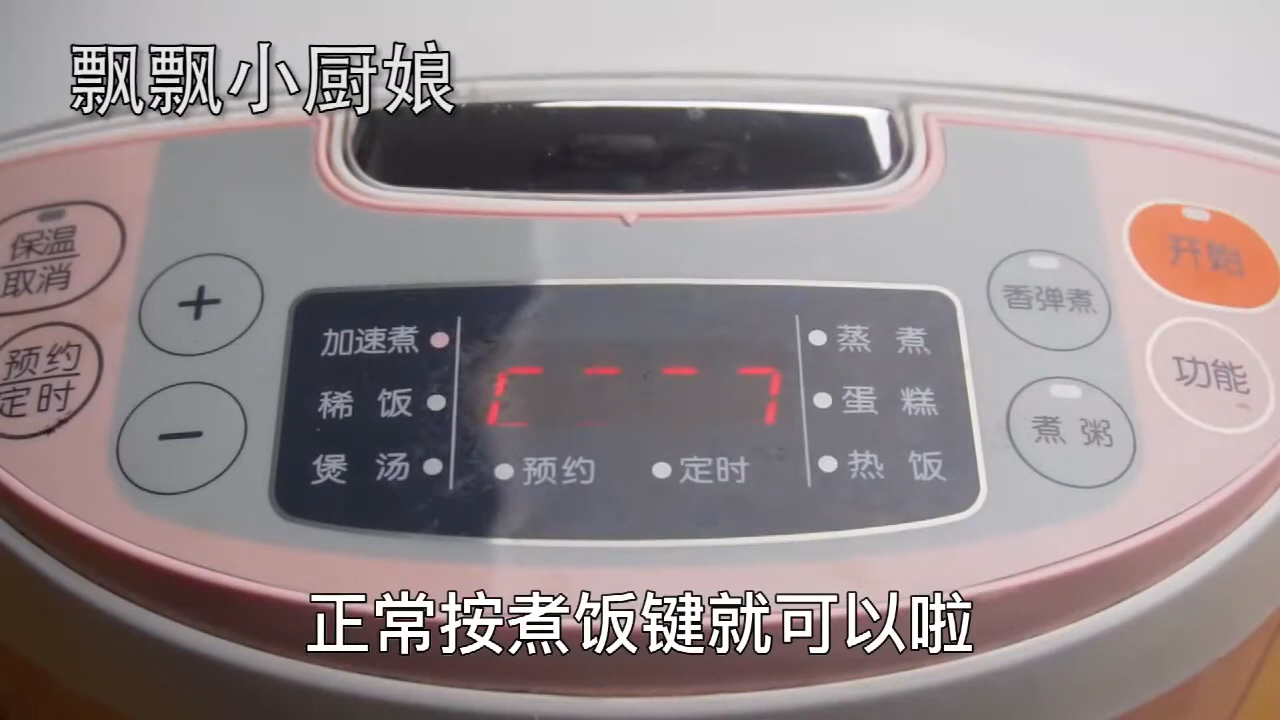 飘飘小厨娘
保温
取消
预约
定时
+
−
加速煮
稀饭
煲汤
预约
定时
蒸煮
蛋糕
热饭
香弹煮
煮粥
开始
功能
正常按煮饭键就可以啦